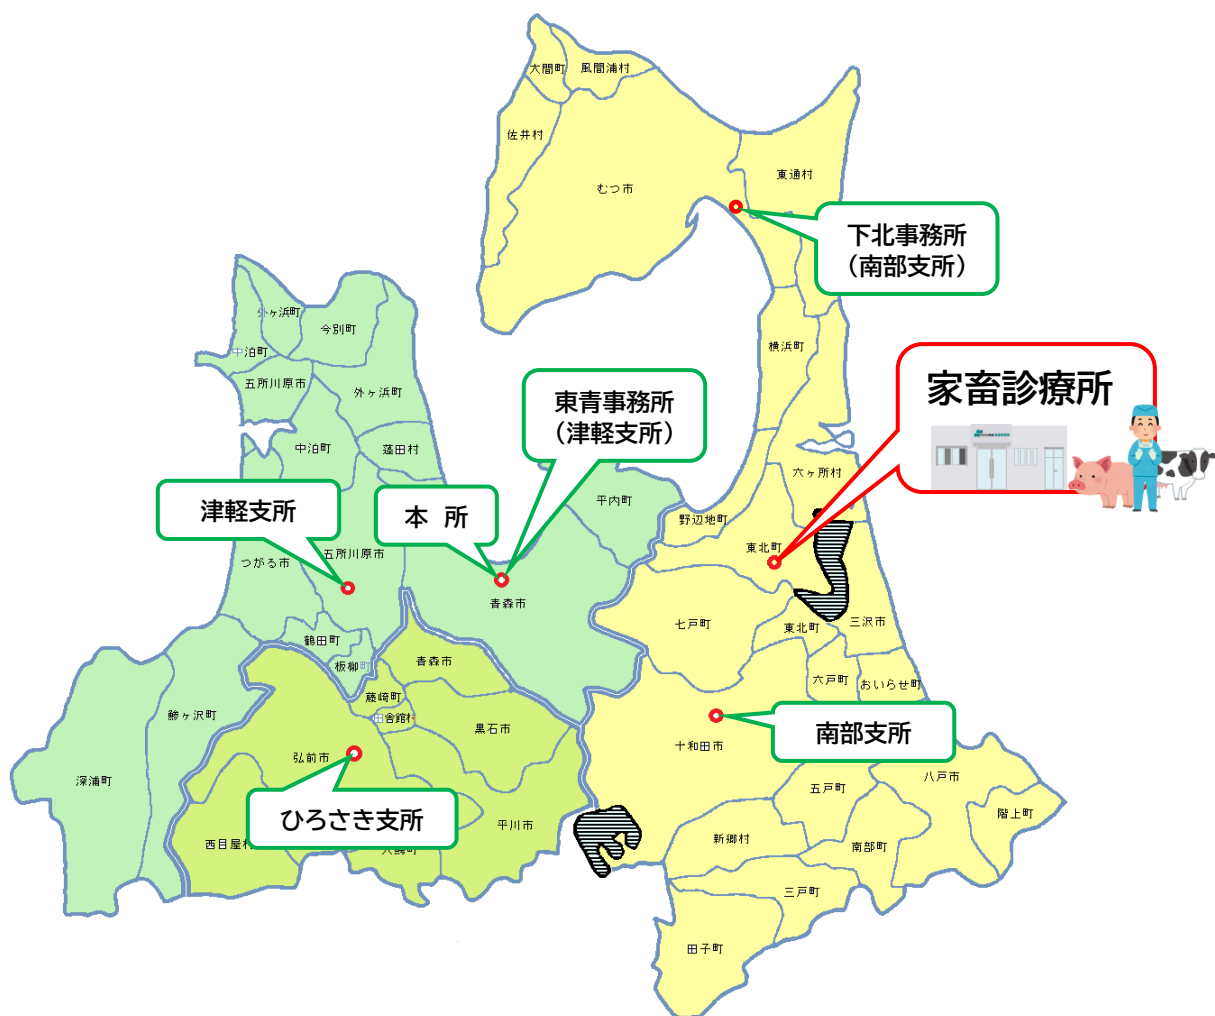 大間町
風間浦村
佐井村
むつ市
東通村
下北事務所
（南部支所）
外ヶ浜町
今別町
中泊町
五所川原市
外ヶ浜町
横浜町
家畜診療所
東青事務所
（津軽支所）
中泊町
蓬田村
六ヶ所村
平内町
津軽支所
本 所
野辺地町
東北町
つがる市
五所川原市
青森市
七戸町
東北町
三沢市
鶴田町
板柳町
青森市
六戸町
おいらせ町
藤崎町
田舎館村
鰺ヶ沢町
黒石市
十和田市
南部支所
弘前市
深浦町
五戸町
八戸市
階上町
ひろさき支所
平川市
西目屋村
新郷村
南部町
三戸町
田子町